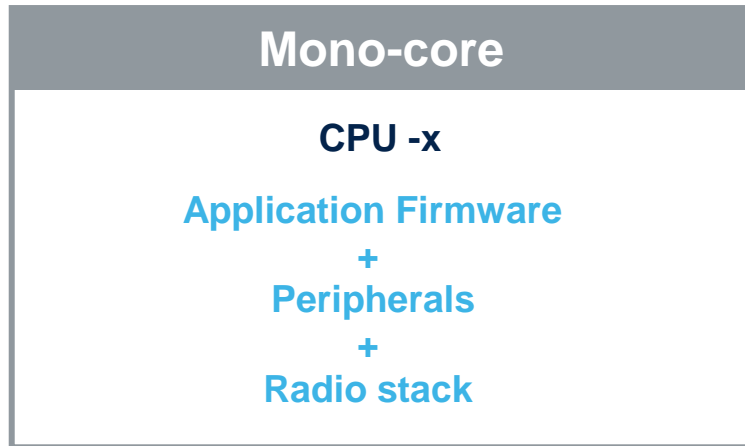 Mono-core
CPU -x
Application Firmware
+
Peripherals
+
Radio stack